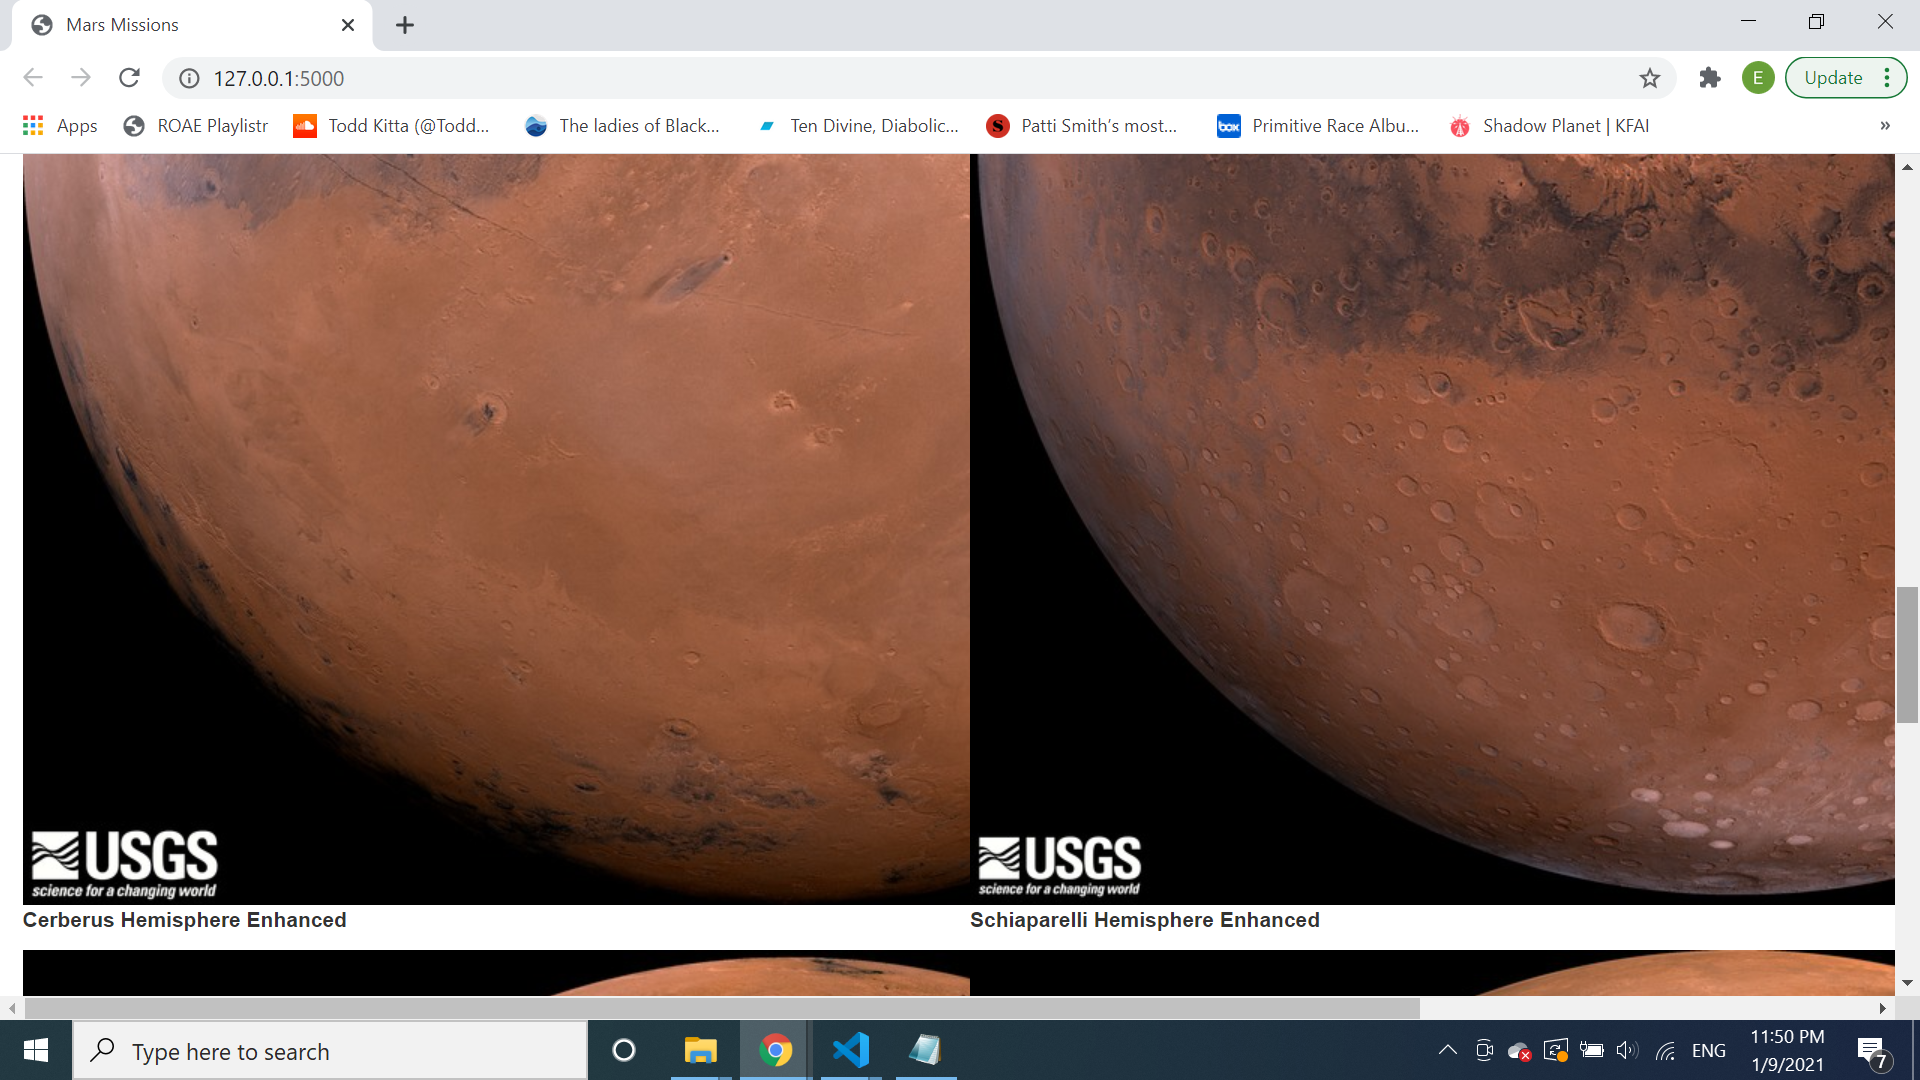 Mars Missions
127.0.0.1:5000
E
Update
Apps
ROAE Playlistr
Todd Kitta (@Todd...
The ladies of Black...
Ten Divine, Diabolic...
S
Patti Smith’s most...
box
Primitive Race Albu...
Shadow Planet | KFAI
»
USGS
science for a changing world
USGS
science for a changing world
Cerberus Hemisphere Enhanced
Schiaparelli Hemisphere Enhanced
Type here to search
ENG
11:50 PM
1/9/2021
7